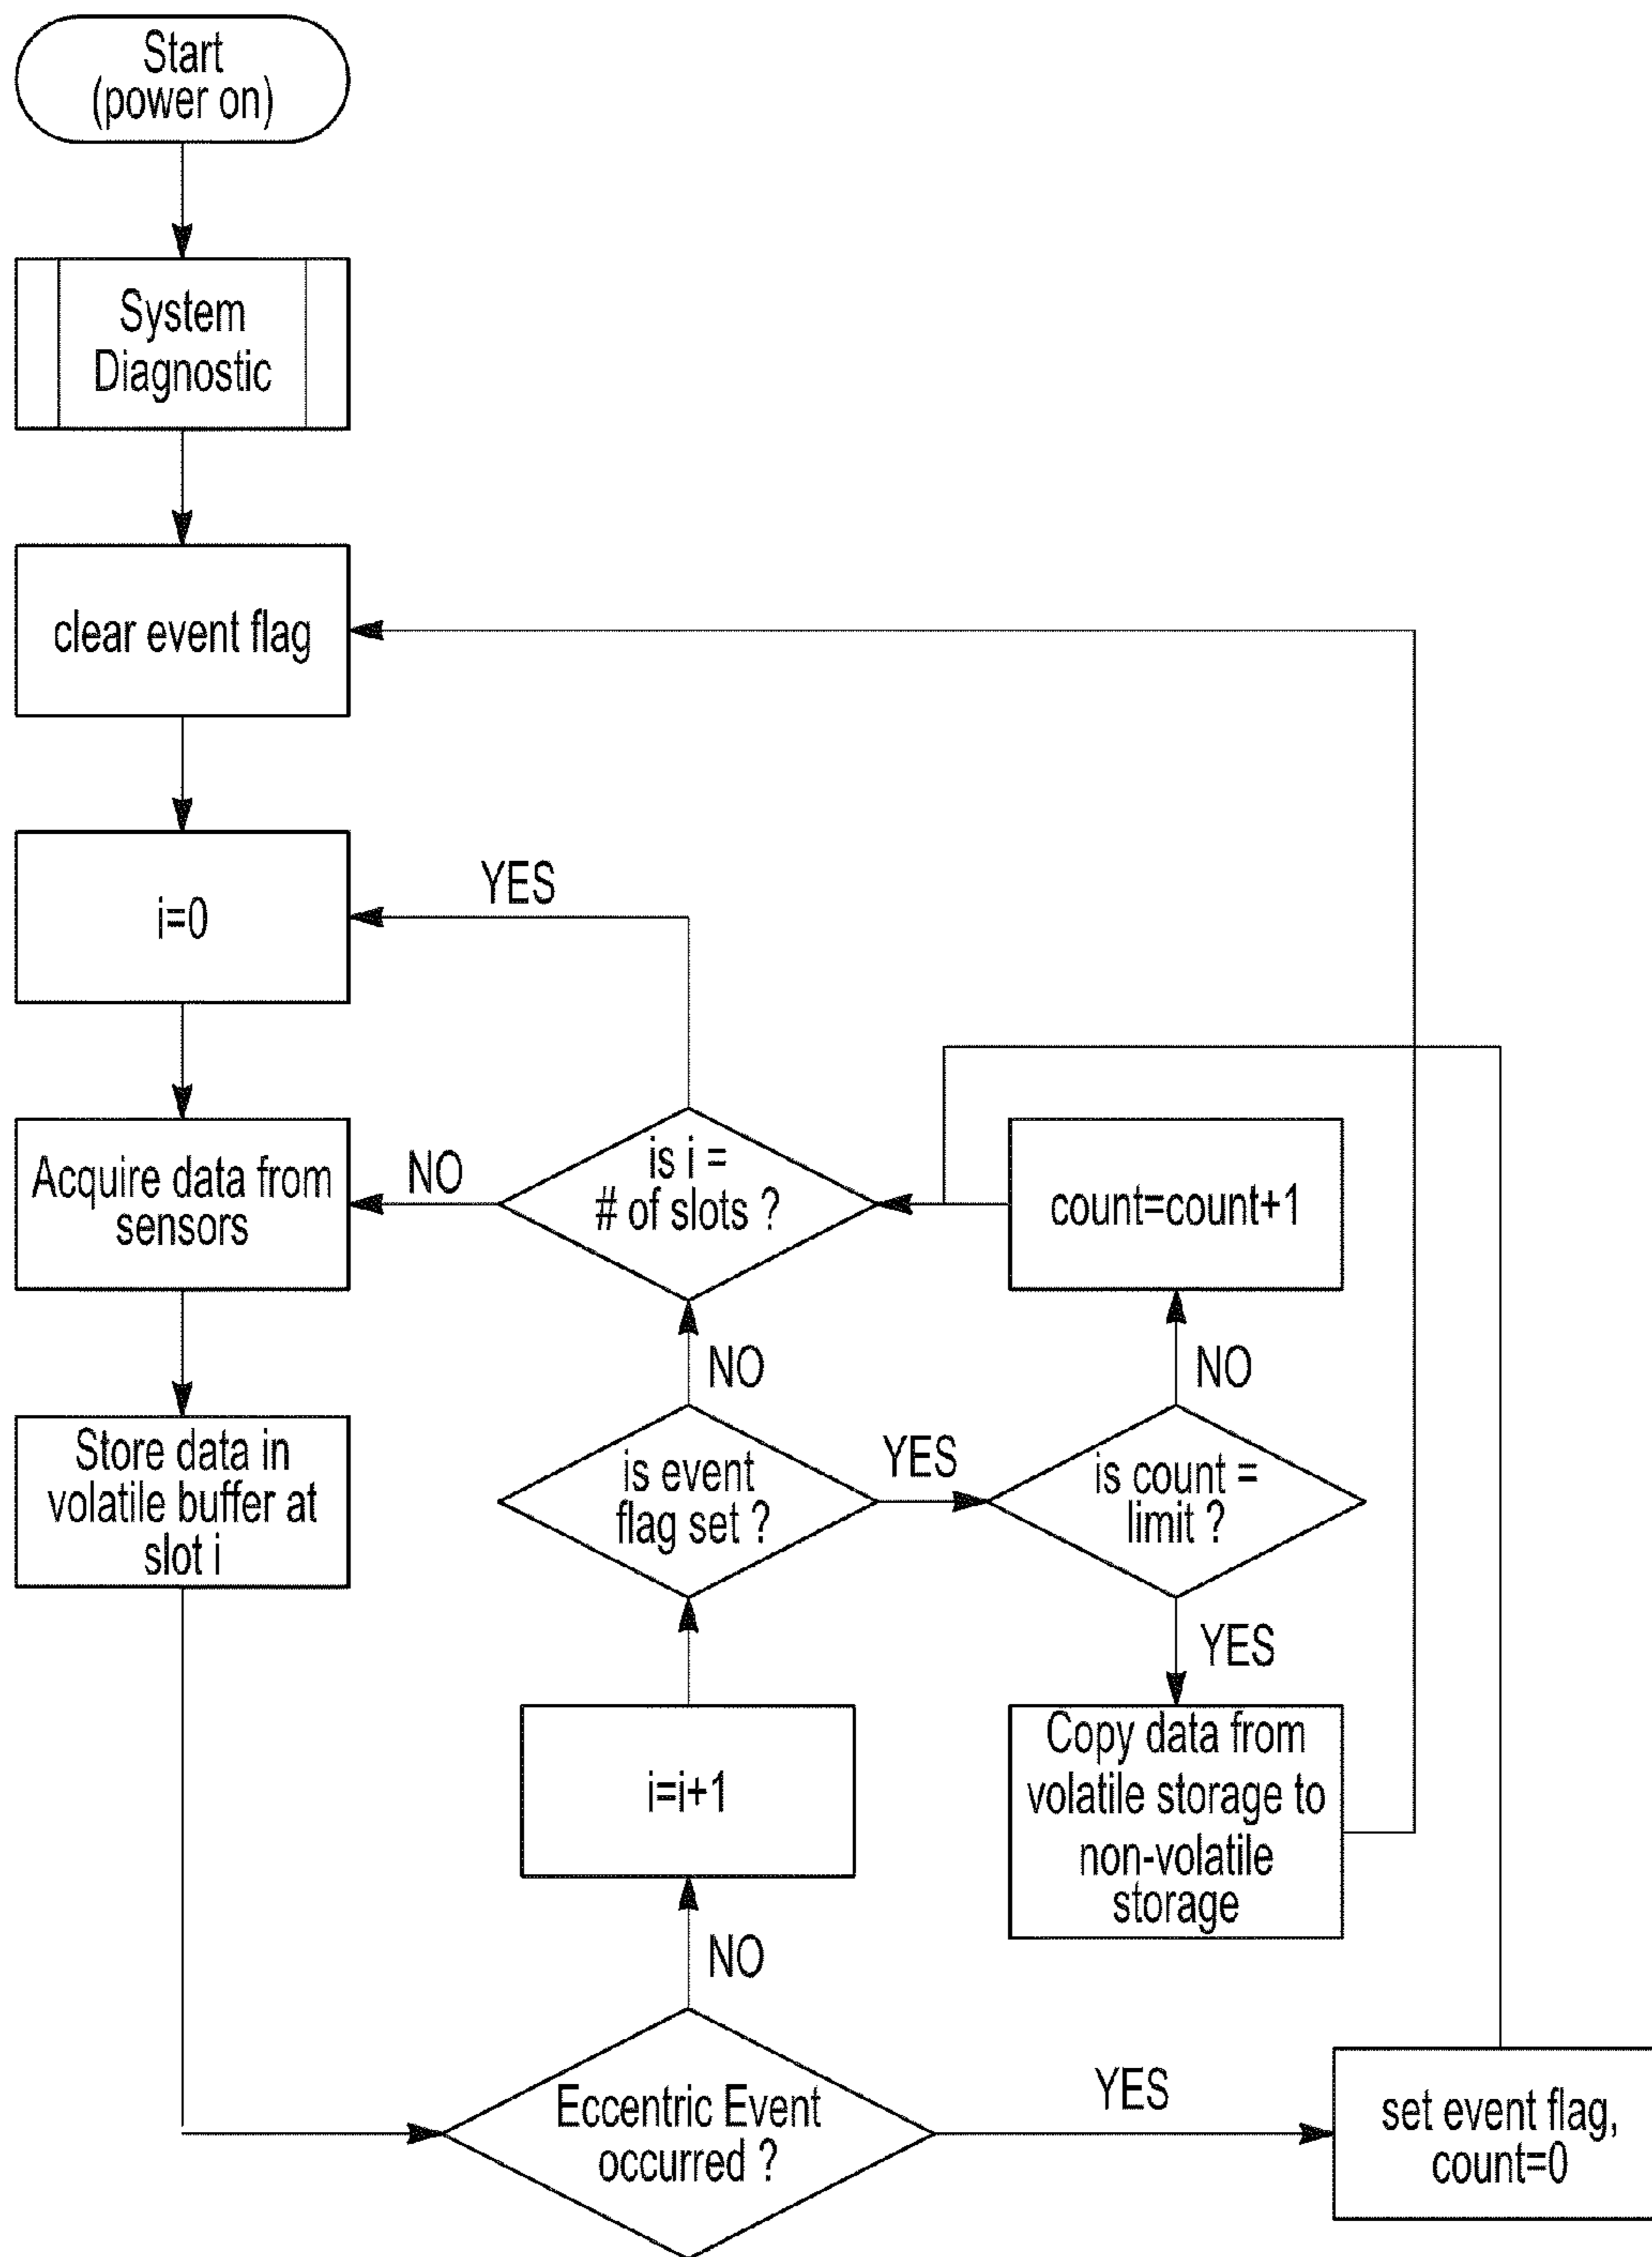 Start
(power on)
System
Diagnostic
clear event flag
i=0
YES
Acquire data from
sensors
NO
is i =
# of slots ?
count=count+1
NO
NO
Store data in
volatile buffer at
slot i
is event
flag set ?
YES
is count =
limit ?
YES
i=i+1
Copy data from
volatile storage to
non-volatile
storage
NO
Eccentric Event
occurred ?
YES
set event flag,
count=0